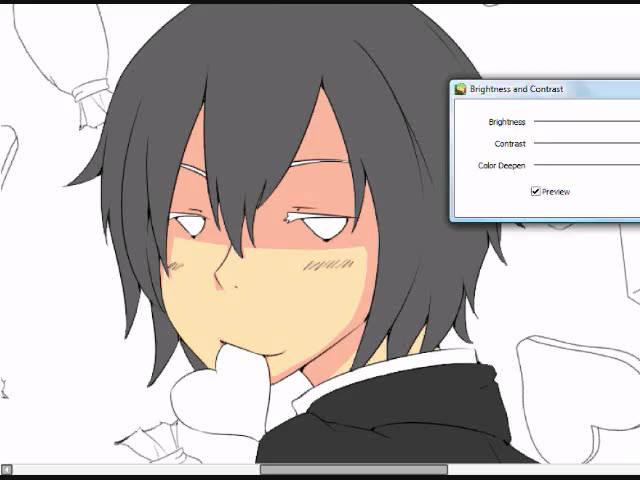 Brightness and Contrast
Brightness
Contrast
Color Deepen
Preview